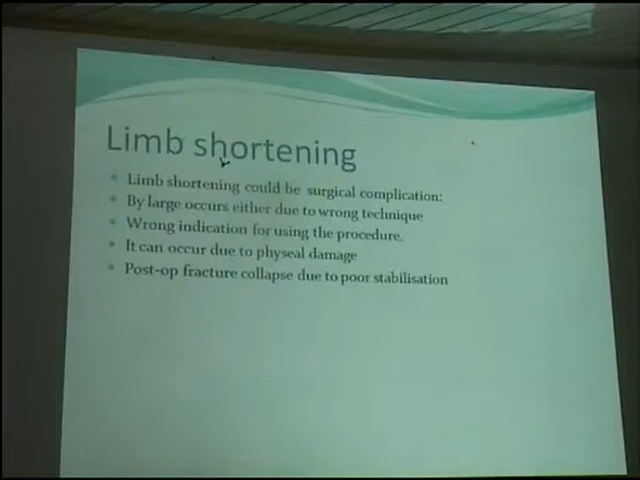 Limb shortening
Limb shortening could be surgical complication:
By large occurs either due to wrong technique
Wrong indication for using the procedure.
It can occur due to physeal damage
Post-op fracture collapse due to poor stabilisation